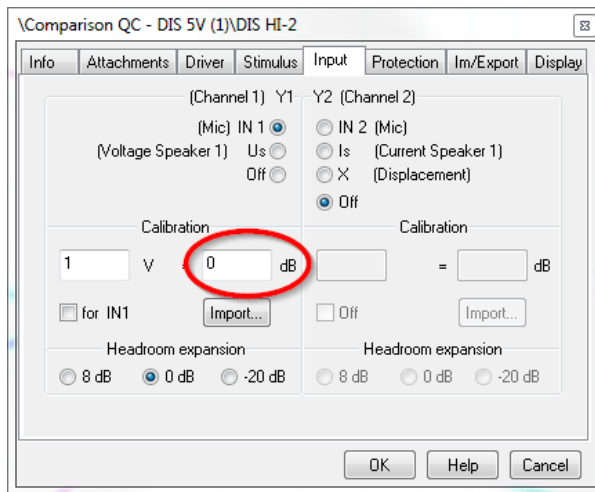 \Comparison QC - DIS 5V (1)\DIS HI-2
Info Attachments Driver Stimulus Input Protection Im/Export Display
(Channel 1) Y1 Y2 (Channel 2)
(Mic) IN 1 IN 2 (Mic)
(Voltage Speaker 1) Us Is (Current Speaker 1)
Off X (Displacement)
Off
Calibration Calibration
1 V = 0 dB = dB
for IN1 Import... Off Import...
Headroom expansion Headroom expansion
8 dB 0 dB -20 dB 8 dB 0 dB -20 dB
OK Help Cancel